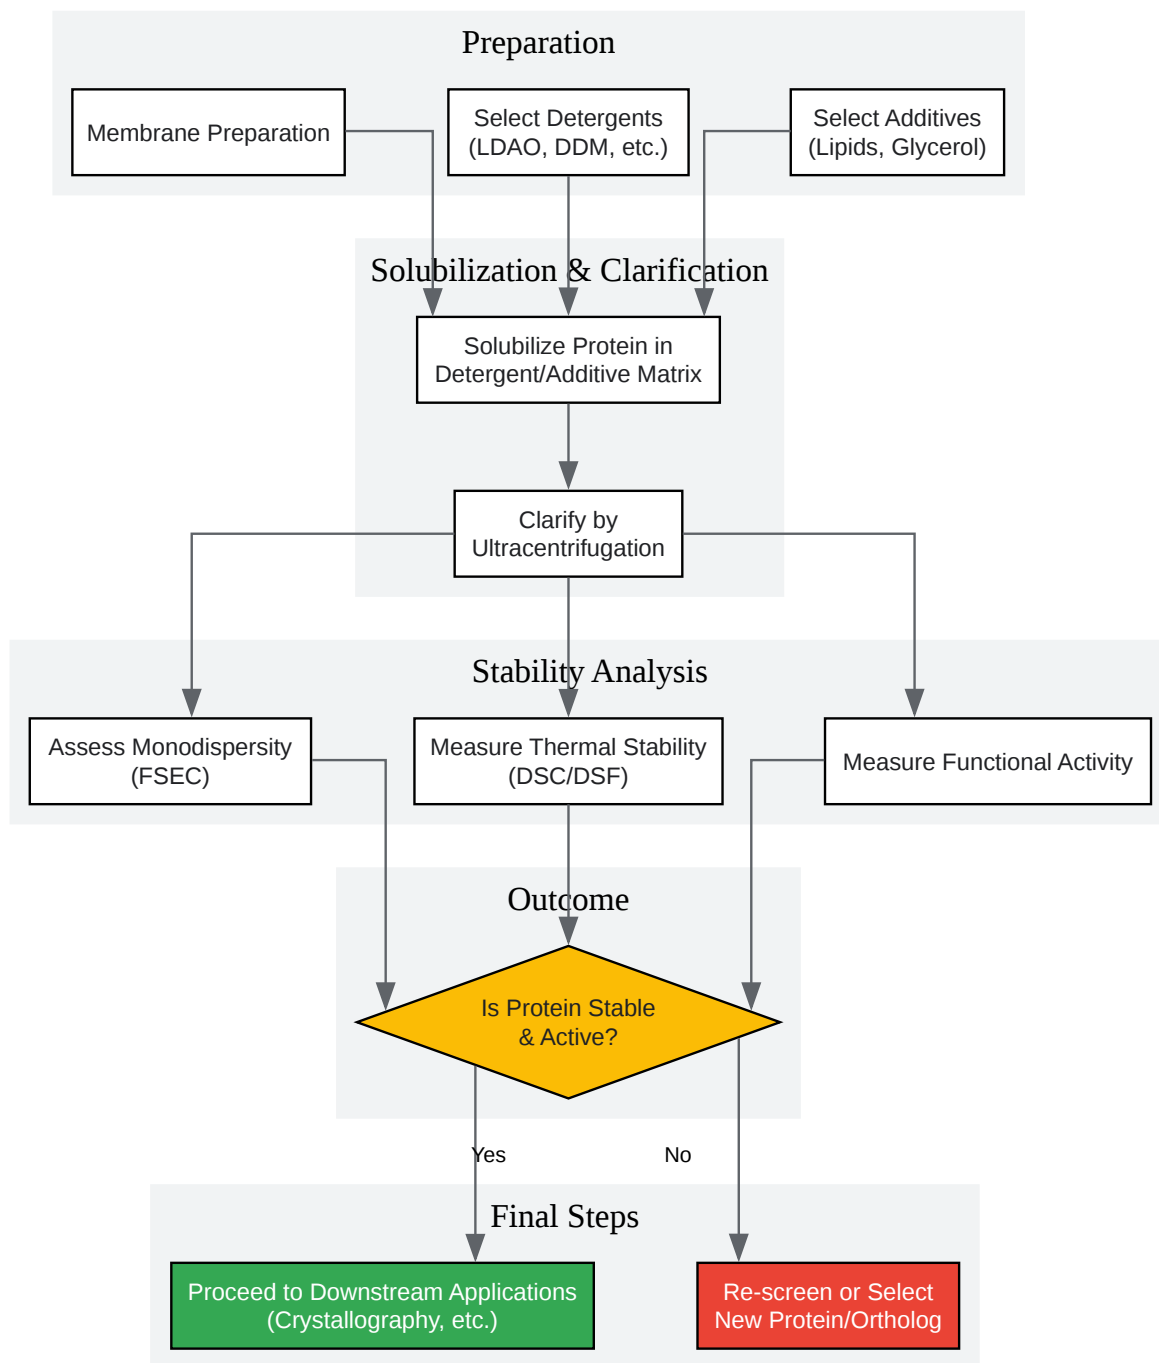 Preparation
Membrane Preparation
Select Detergents
(LDAO, DDM, etc.)
Select Additives
(Lipids, Glycerol)
Solubilization & Clarification
Solubilize Protein in
Detergent/Additive Matrix
Clarify by
Ultracentrifugation
Stability Analysis
Assess Monodispersity
(FSEC)
Measure Thermal Stability
(DSC/DSF)
Measure Functional Activity
Outcome
Is Protein Stable
& Active?
Yes
No
Final Steps
Proceed to Downstream Applications
(Crystallography, etc.)
Re-screen or Select
New Protein/Ortholog